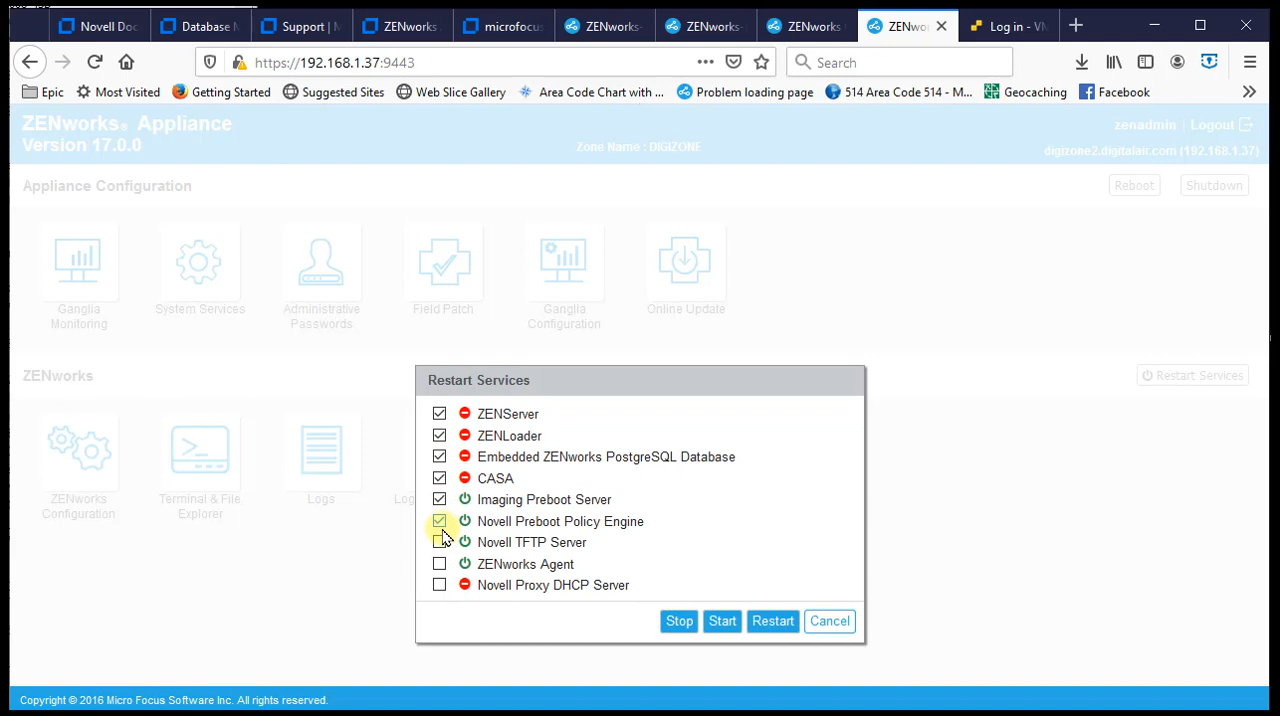 Novell Doc
Database M
Support | M
ZENworks
microfocus
ZENworks
ZENworks
ZENworks
ZENwo
Log in - VM
https://192.168.1.37:9443
Search
Epic
Most Visited
Getting Started
Suggested Sites
Web Slice Gallery
Area Code Chart with ...
Problem loading page
514 Area Code 514 - M...
Geocaching
Facebook
ZENworks® Appliance
Version 17.0.0
Zone Name : DIGIZONE
zenadmin | Logout
digizone2.digitalair.com (192.168.1.37)
Appliance Configuration
Reboot
Shutdown
Ganglia
Monitoring
System Services
Administrative
Passwords
Field Patch
Ganglia
Configuration
Online Update
ZENworks
Restart Services
ZENworks
Configuration
Terminal & File
Explorer
Logs
Log
Restart Services
ZENServer
ZENLoader
Embedded ZENworks PostgreSQL Database
CASA
Imaging Preboot Server
Novell Preboot Policy Engine
Novell TFTP Server
ZENworks Agent
Novell Proxy DHCP Server
Stop
Start
Restart
Cancel
Copyright © 2016 Micro Focus Software Inc. All rights reserved.